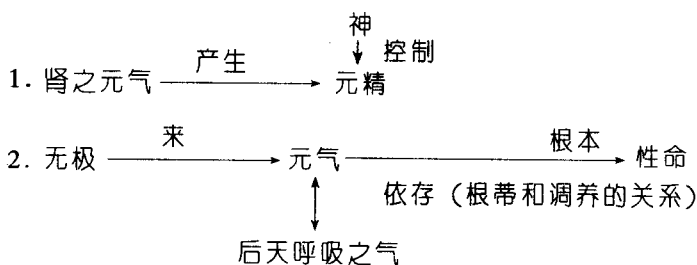 神
控制
产生
1. 肾之元气 元精
来 根本
2. 无极 元气 性命
依存（根蒂和调养的关系）
后天呼吸之气